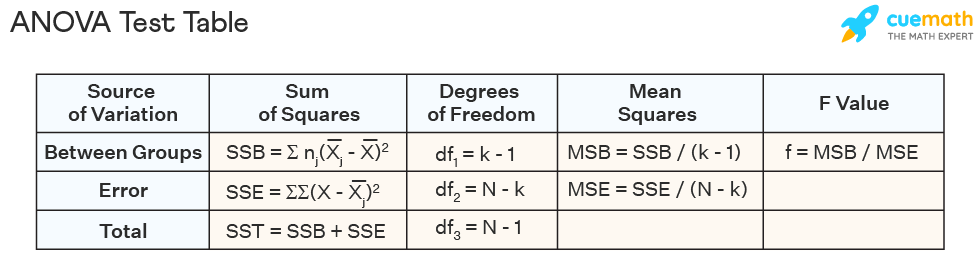 ANOVA Test Table
cuemath
THE MATH EXPERT
Source
of Variation
Sum
of Squares
Degrees
of Freedom
Mean
Squares
F Value
Between Groups
SSB = Σ nⱼ(X̅ⱼ - X̅)²
df₁ = k - 1
MSB = SSB / (k - 1)
f = MSB / MSE
Error
SSE = ΣΣ(X - X̅ⱼ)²
df₂ = N - k
MSE = SSE / (N - k)
Total
SST = SSB + SSE
df₃ = N - 1